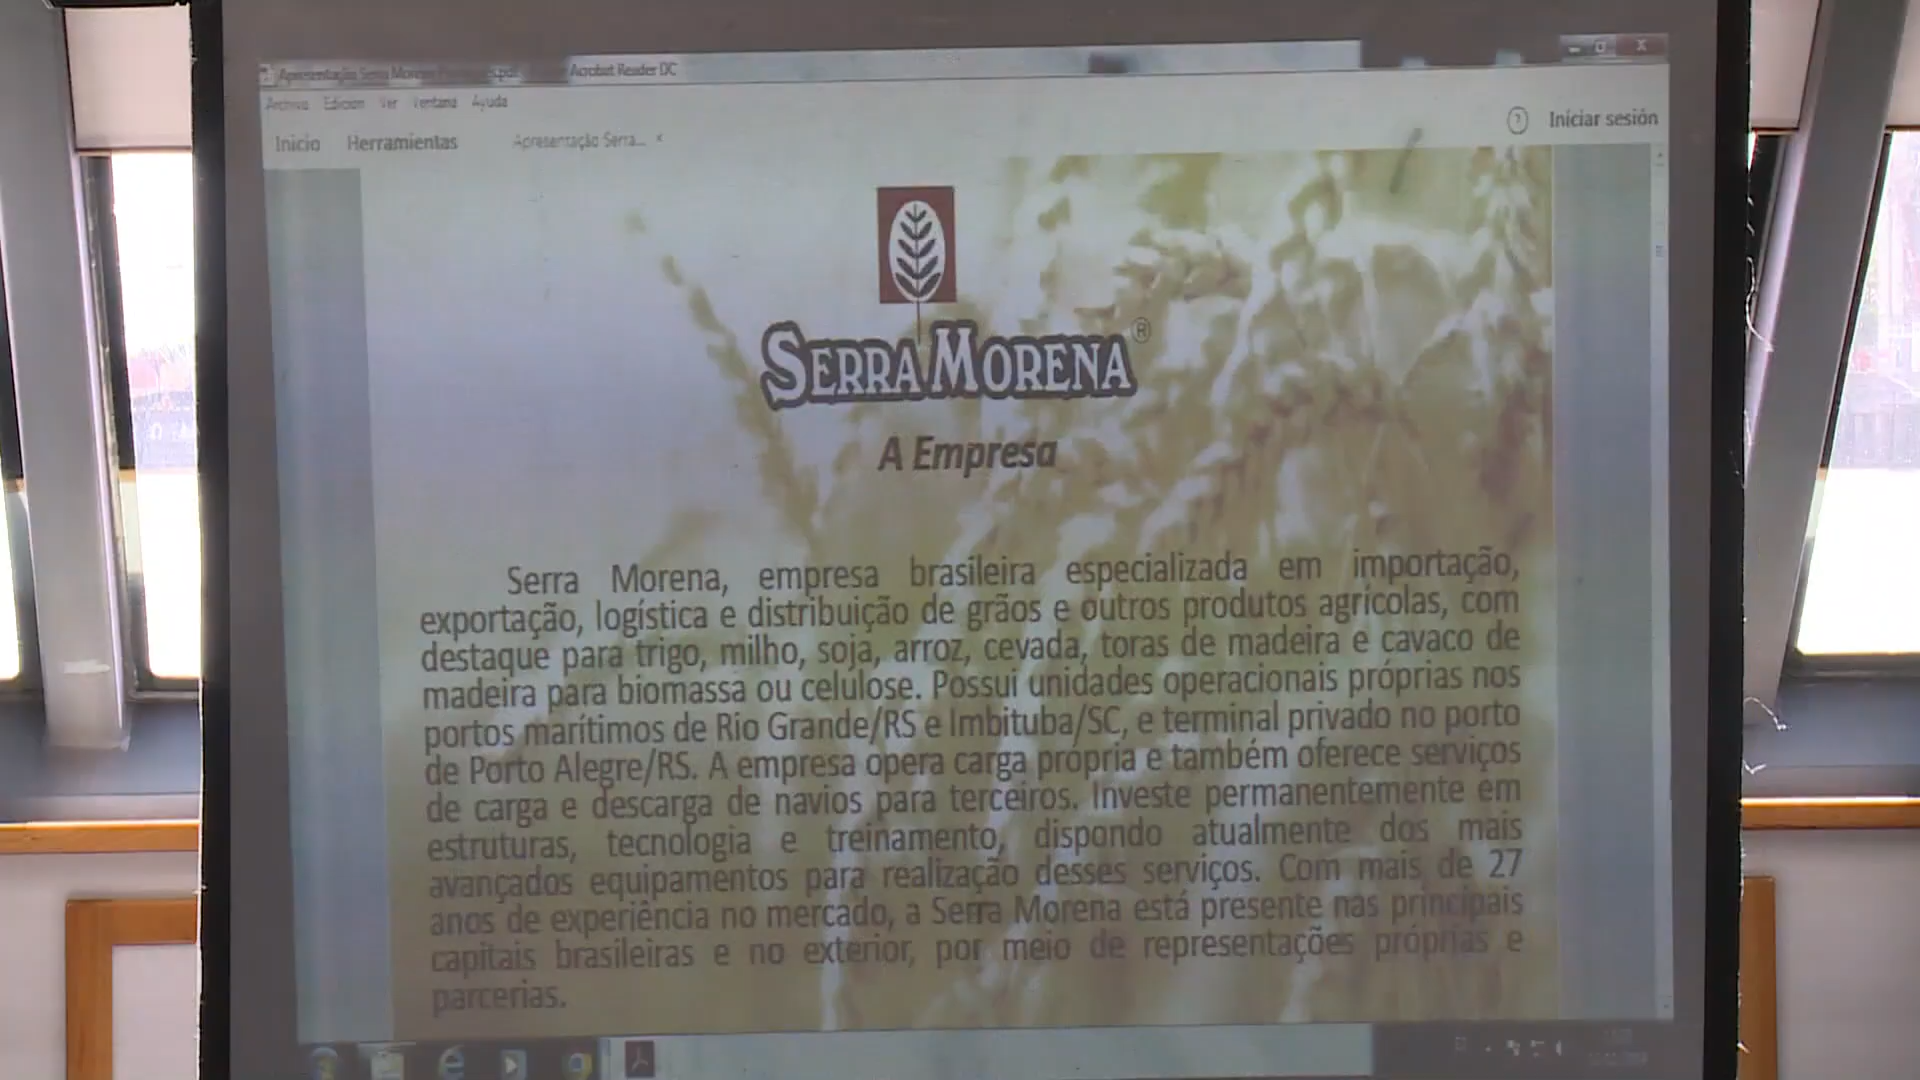 Apresentação Serra Morena
Acrobat Reader DC
Archivo Edición Ver Ventana Ayuda
Inicio Herramientas Apresentação Serra... ×
? Iniciar sesión
SERRA MORENA ®
A Empresa
Serra Morena, empresa brasileira especializada em importação,
exportação, logística e distribuição de grãos e outros produtos agrícolas, com
destaque para trigo, milho, soja, arroz, cevada, toras de madeira e cavaco de
madeira para biomassa ou celulose. Possui unidades operacionais próprias nos
portos marítimos de Rio Grande/RS e Imbituba/SC, e terminal privado no porto
de Porto Alegre/RS. A empresa opera carga própria e também oferece serviços
de carga e descarga de navios para terceiros. Investe permanentemente em
estruturas, tecnologia e treinamento, dispondo atualmente dos mais
avançados equipamentos para realização desses serviços. Com mais de 27
anos de experiência no mercado, a Serra Morena está presente nas principais
capitais brasileiras e no exterior, por meio de representações próprias e
parcerias.